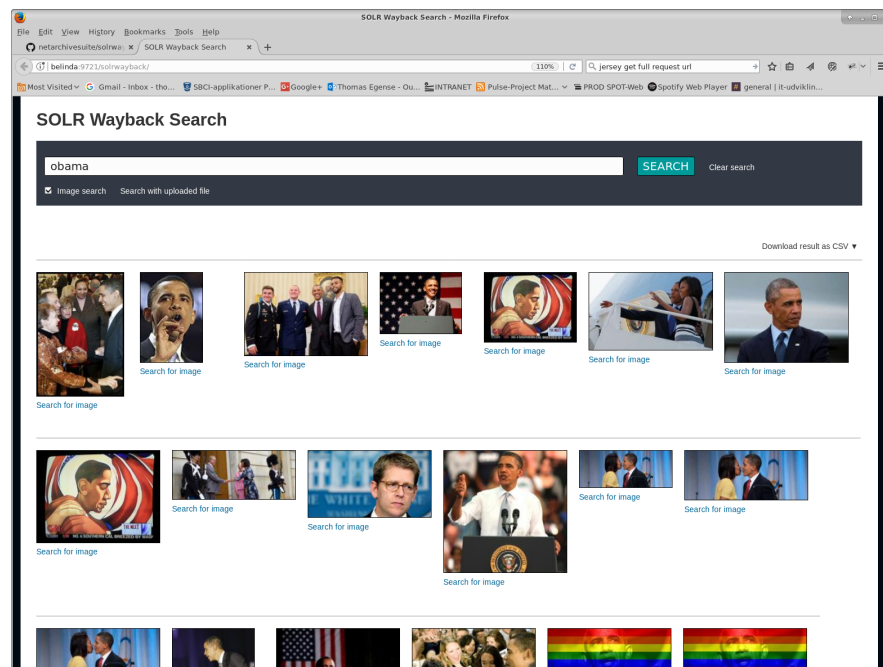 SOLR Wayback Search - Mozilla Firefox
File Edit View History Bookmarks Tools Help
netarchivesuite/solrway × SOLR Wayback Search × +
belinda:9721/solrwayback/ 110% jersey get full request url
Most Visited Gmail - Inbox - tho... SBCI-applikationer P... Google+ Thomas Egense - Ou... INTRANET Pulse-Project Mat... PROD SPOT-Web Spotify Web Player general | it-udviklin...
SOLR Wayback Search
obama SEARCH Clear search
Image search Search with uploaded file
Download result as CSV ▼
Search for image
Search for image
Search for image
Search for image
Search for image
Search for image
Search for image
THE NEXT
WHITE
Search for image
Search for image
Search for image
Search for image
Search for image
Search for image